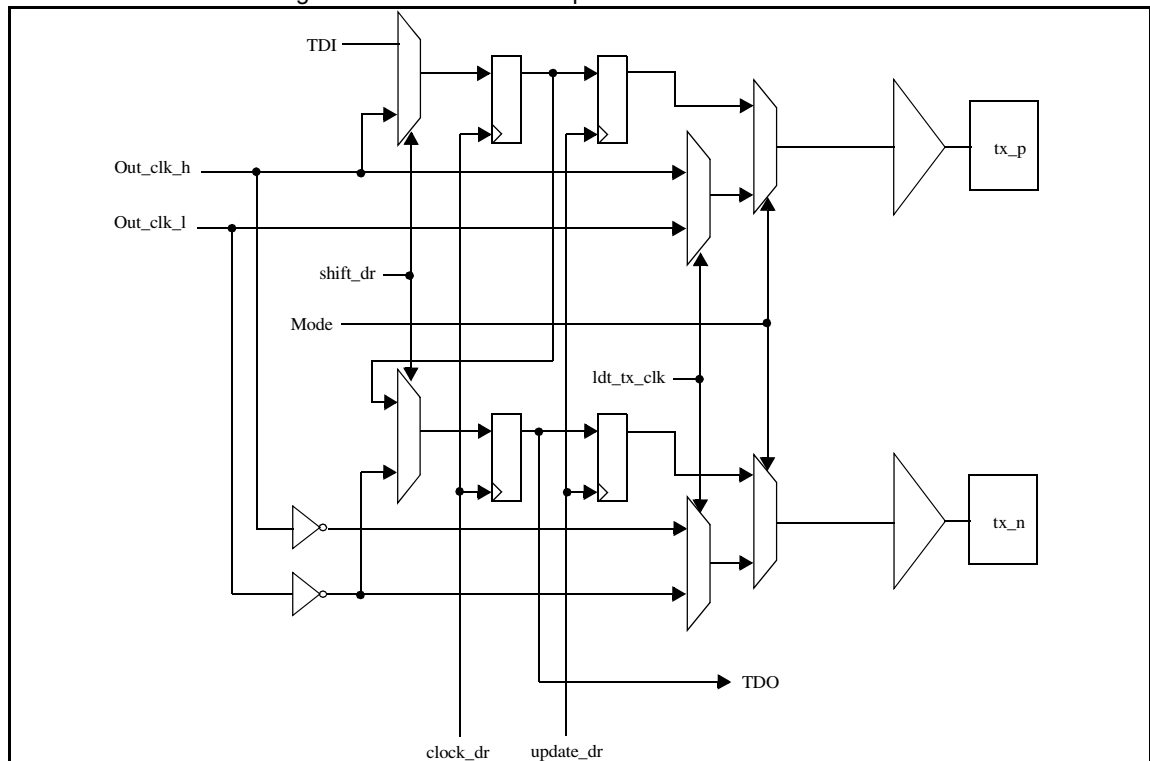 TDI
tx_p
Out_clk_h
Out_clk_l
shift_dr
Mode
ldt_tx_clk
tx_n
TDO
clock_dr
update_dr